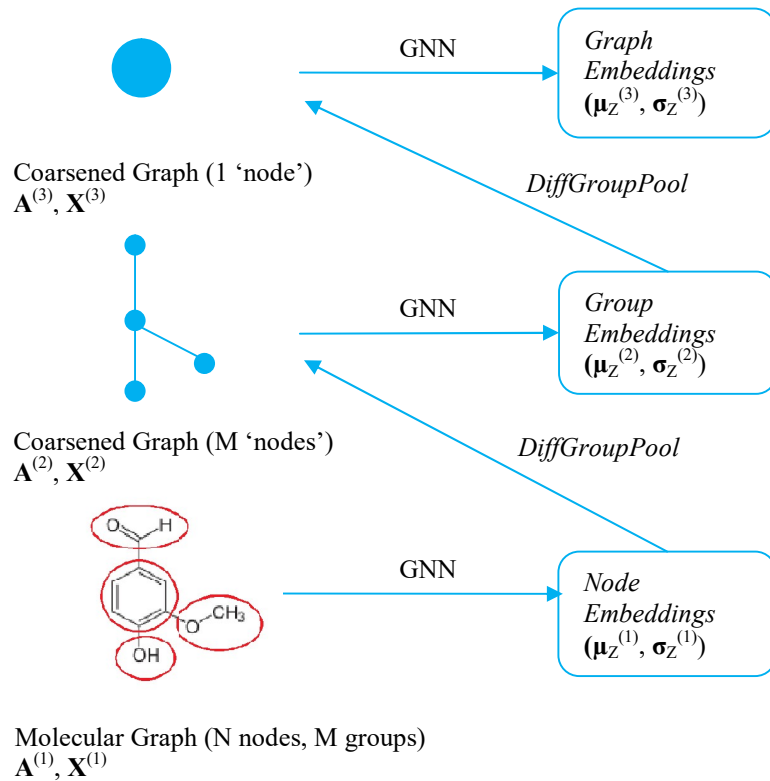 GNN
Graph
Embeddings
(μZ(3), σZ(3))
Coarsened Graph (1 ‘node’)
A(3), X(3)
DiffGroupPool
GNN
Group
Embeddings
(μZ(2), σZ(2))
Coarsened Graph (M ‘nodes’)
A(2), X(2)
DiffGroupPool
O
H
GNN
Node
Embeddings
(μZ(1), σZ(1))
CH3
O
OH
Molecular Graph (N nodes, M groups)
A(1), X(1)